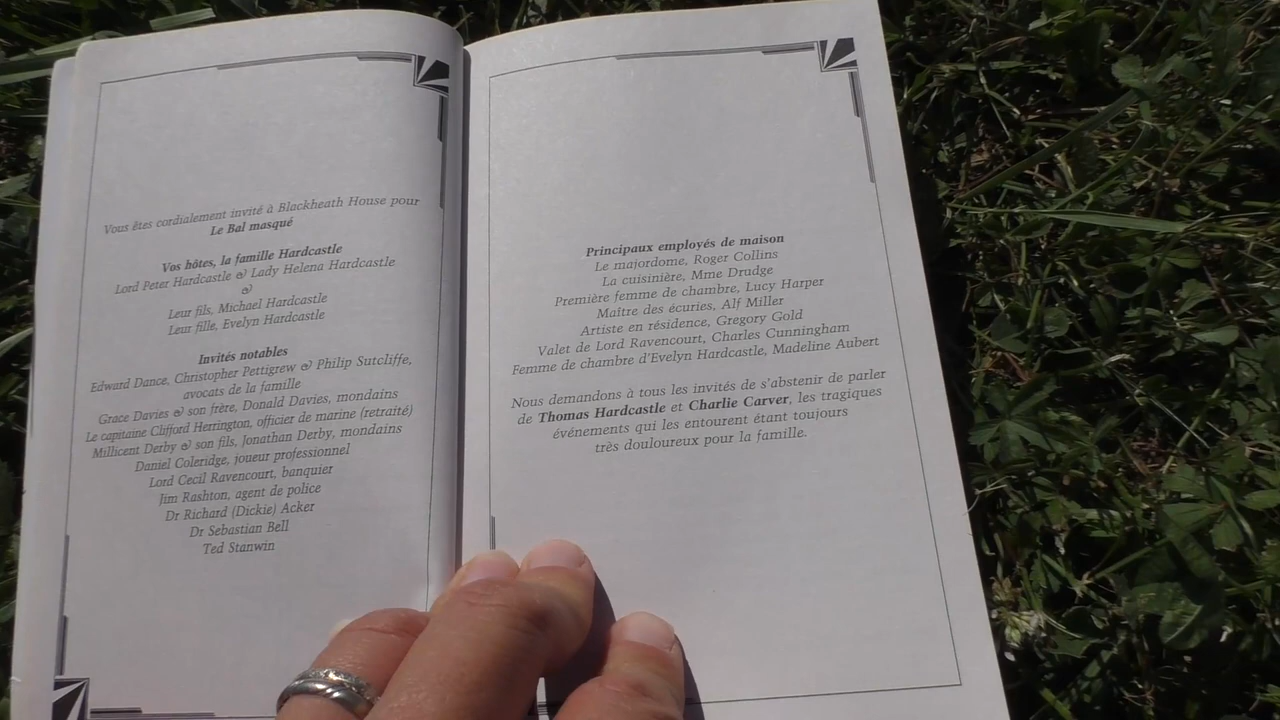 Vous êtes cordialement invité à Blackheath House pour
Le Bal masqué
Vos hôtes, la famille Hardcastle
Lord Peter Hardcastle & Lady Helena Hardcastle
&
Leur fils, Michael Hardcastle
Leur fille, Evelyn Hardcastle
Invités notables
Edward Dance, Christopher Pettigrew & Philip Sutcliffe,
avocats de la famille
Grace Davies & son frère, Donald Davies, mondains
Le capitaine Clifford Herrington, officier de marine (retraité)
Millicent Derby & son fils, Jonathan Derby, mondains
Daniel Coleridge, joueur professionnel
Lord Cecil Ravencourt, banquier
Jim Rashton, agent de police
Dr Richard (Dickie) Acker
Dr Sebastian Bell
Ted Stanwin
Principaux employés de maison
Le majordome, Roger Collins
La cuisinière, Mme Drudge
Première femme de chambre, Lucy Harper
Maître des écuries, Alf Miller
Artiste en résidence, Gregory Gold
Valet de Lord Ravencourt, Charles Cunningham
Femme de chambre d'Evelyn Hardcastle, Madeline Aubert
Nous demandons à tous les invités de s'abstenir de parler
de Thomas Hardcastle et Charlie Carver, les tragiques
événements qui les entourent étant toujours
très douloureux pour la famille.